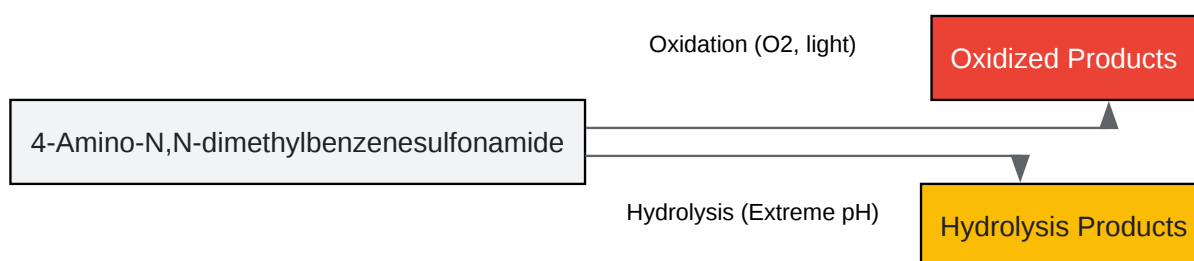 Oxidation (O2, light)
Oxidized Products
4-Amino-N,N-dimethylbenzenesulfonamide
Hydrolysis (Extreme pH)
Hydrolysis Products